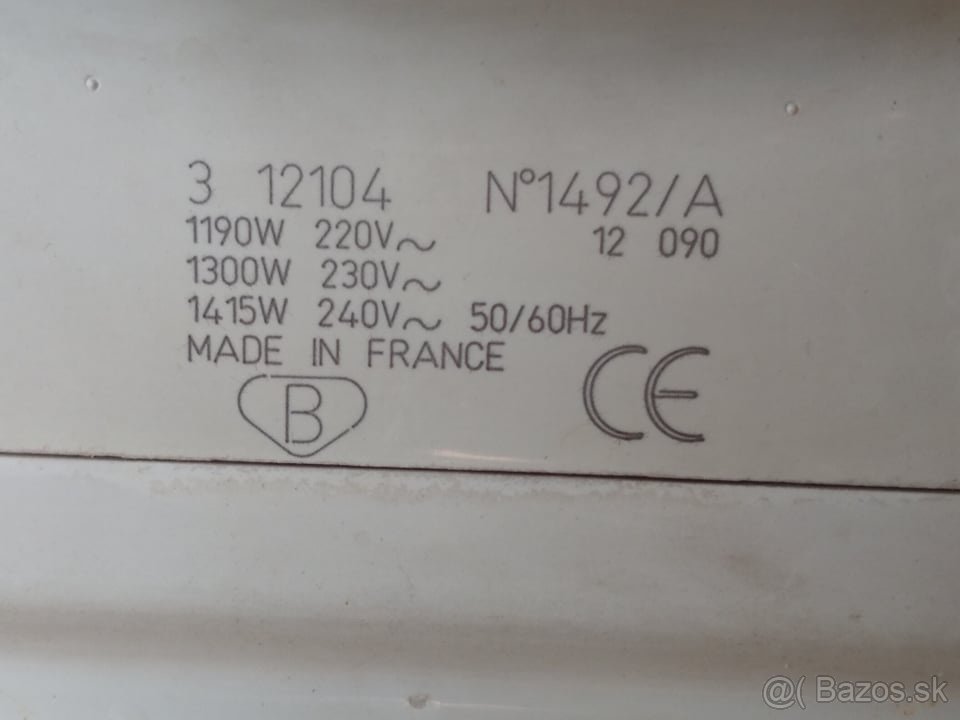 3 12104 N°1492/A
1190W 220V~ 12 090
1300W 230V~
1415W 240V~ 50/60Hz
MADE IN FRANCE
B CE
@( Bazos.sk